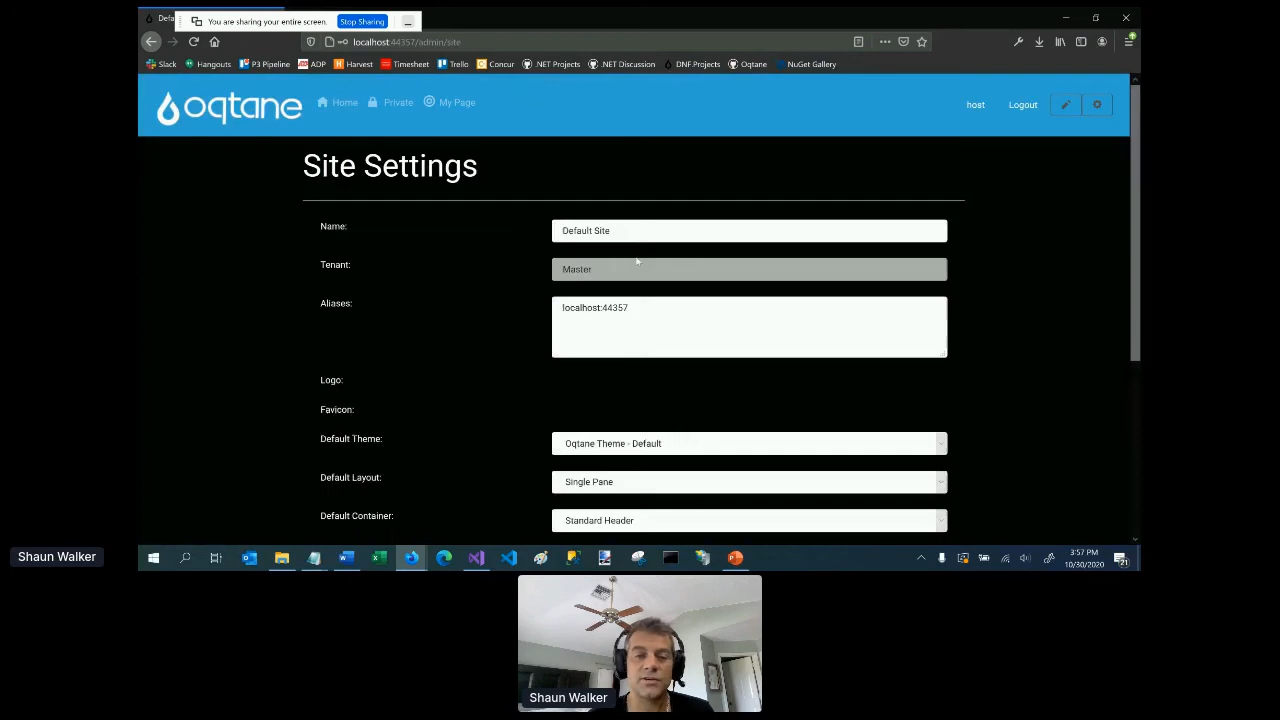 Defa
You are sharing your entire screen.
Stop Sharing
localhost:44357/admin/site
Slack
Hangouts
P3 Pipeline
ADP
Harvest
Timesheet
Trello
Concur
.NET Projects
.NET Discussion
DNF.Projects
Oqtane
NuGet Gallery
oqtane
Home
Private
My Page
host
Logout
Site Settings
Name:
Default Site
Tenant:
Master
Aliases:
localhost:44357
Logo:
Favicon:
Default Theme:
Oqtane Theme - Default
Default Layout:
Single Pane
Default Container:
Standard Header
Shaun Walker
3:57 PM
10/30/2020
21
Shaun Walker